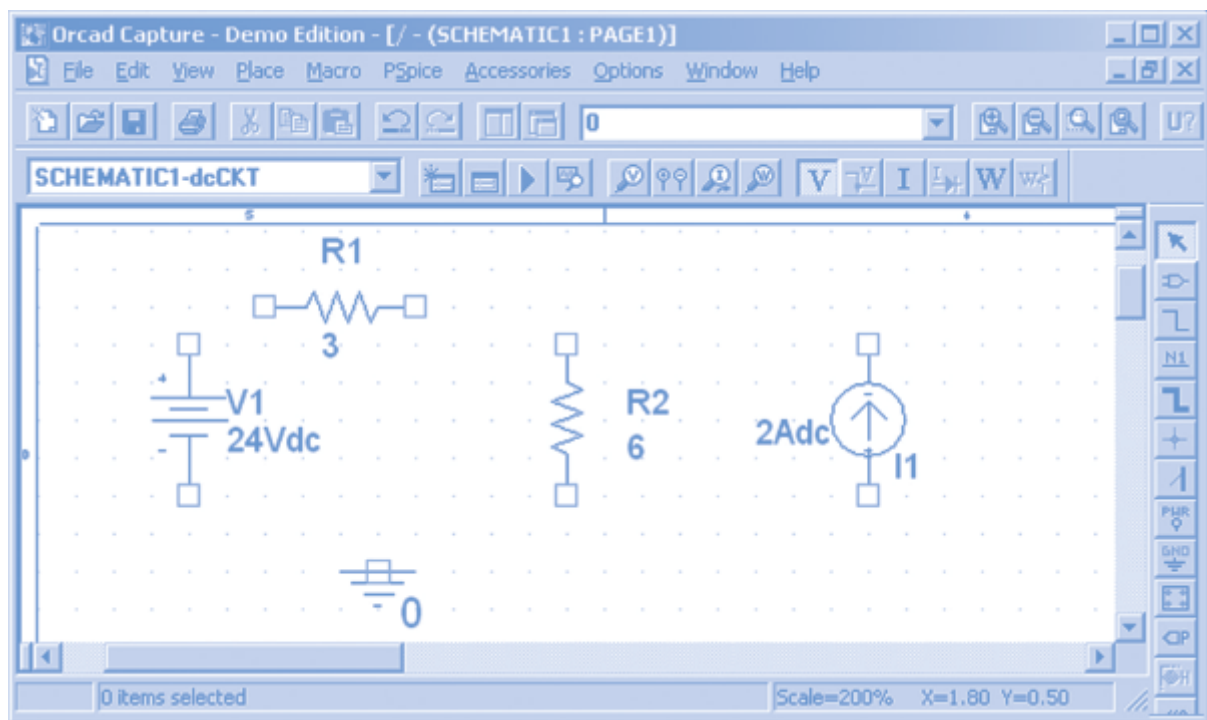 Orcad Capture - Demo Edition - [/ - (SCHEMATIC1 : PAGE1)]
File Edit View Place Macro PSpice Accessories Options Window Help
0
U?
SCHEMATIC1-dcCKT
V I W
5 4
R1
3
N1
+
V1
24Vdc
-
R2
6
2Adc
-
+
I1
PWR
GND
0
0 items selected
Scale=200% X=1.80 Y=0.50